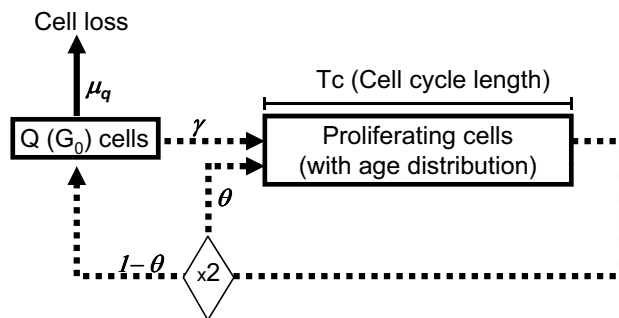 Cell loss
μq
Tc (Cell cycle length)
Q (G0) cells
γ
Proliferating cells
(with age distribution)
θ
1−θ
x2